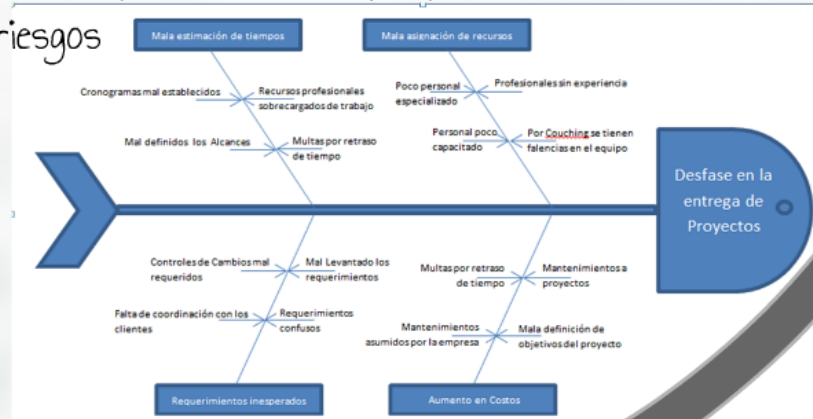 riesgos
Mala estimación de tiempos
Mala asignación de recursos
Cronogramas mal establecidos
Recursos profesionales
sobrecargados de trabajo
Poco personal
especializado
Profesionales sin experiencia
Mal definidos los Alcances
Multas por retraso
de tiempo
Personal poco
capacitado
Por Couching se tienen
falencias en el equipo
Desfase en la
entrega de
Proyectos
Controles de Cambios mal
requeridos
Mal Levantado los
requerimientos
Multas por retraso
de tiempo
Mantenimientos a
proyectos
Falta de coordinación con los
clientes
Requerimientos
confusos
Mantenimientos
asumidos por la empresa
Mala definición de
objetivos del proyecto
Requerimientos inesperados
Aumento en Costos